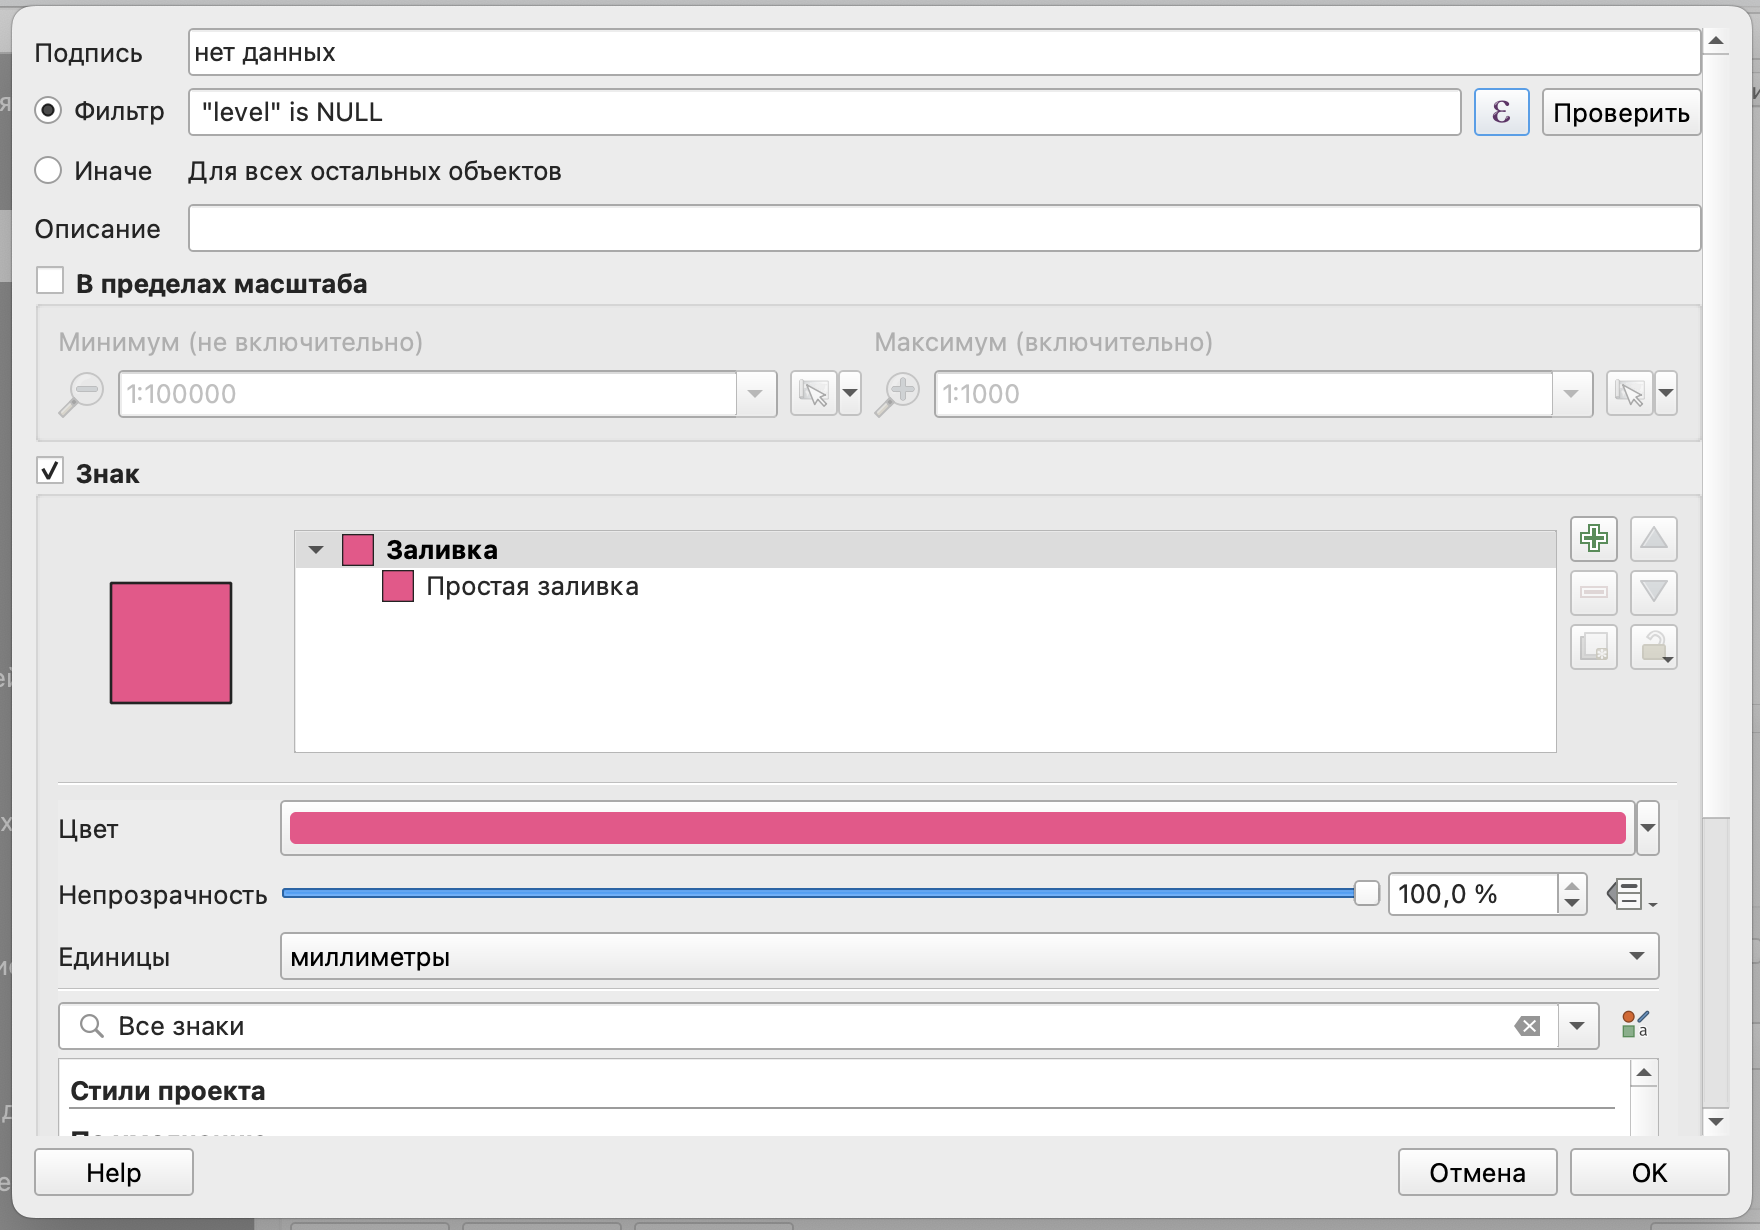 Подпись нет данных
Фильтр "level" is NULL ε Проверить
Иначе Для всех остальных объектов
Описание
В пределах масштаба
Минимум (не включительно) Максимум (включительно)
1:100000 1:1000
Знак
Заливка
Простая заливка
Цвет
Непрозрачность 100,0 %
Единицы миллиметры
Все знаки
Стили проекта
Help Отмена OK